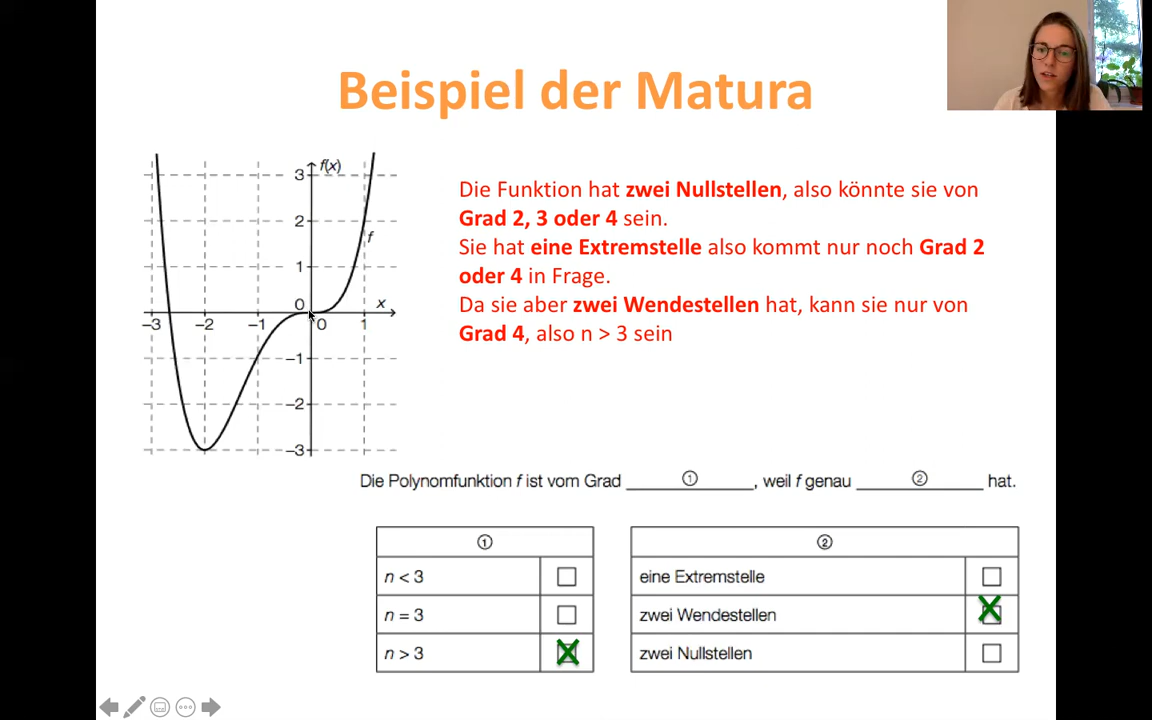 Beispiel der Matura
f(x)
3
2
f
1
0
x
-3
-2
-1
0
1
-1
-2
-3
Die Funktion hat zwei Nullstellen, also könnte sie von
Grad 2, 3 oder 4 sein.
Sie hat eine Extremstelle also kommt nur noch Grad 2
oder 4 in Frage.
Da sie aber zwei Wendestellen hat, kann sie nur von
Grad 4, also n > 3 sein
Die Polynomfunktion f ist vom Grad ① , weil f genau ② hat.
①
n < 3
n = 3
n > 3
②
eine Extremstelle
zwei Wendestellen
zwei Nullstellen